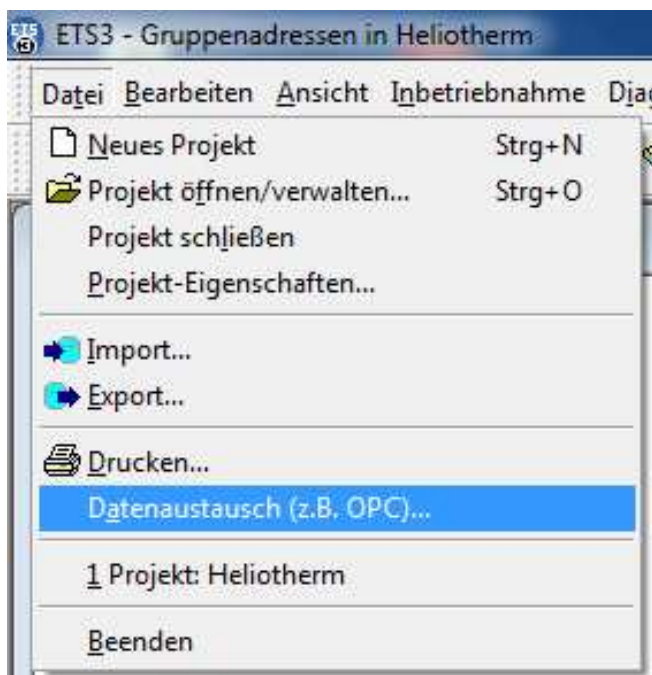 ETS3 - Gruppenadressen in Heliotherm
Datei Bearbeiten Ansicht Inbetriebnahme
Neues Projekt Strg+N
Projekt öffnen/verwalten... Strg+O
Projekt schließen
Projekt-Eigenschaften...
Import...
Export...
Drucken...
Datenaustausch (z.B. OPC)...
1 Projekt: Heliotherm
Beenden